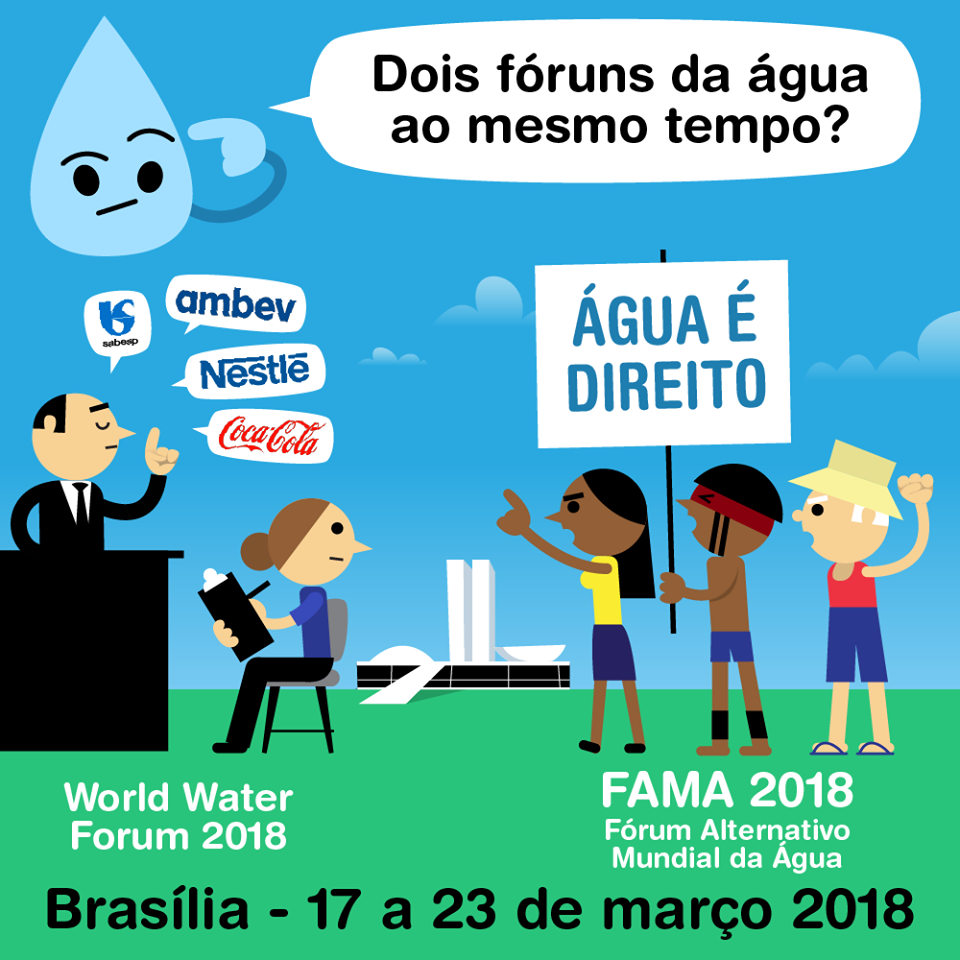 Dois fóruns da água
ao mesmo tempo?
sabesp
ambev
Nestlé
Coca-Cola
ÁGUA É
DIREITO
World Water
Forum 2018
FAMA 2018
Fórum Alternativo
Mundial da Água
Brasília - 17 a 23 de março 2018